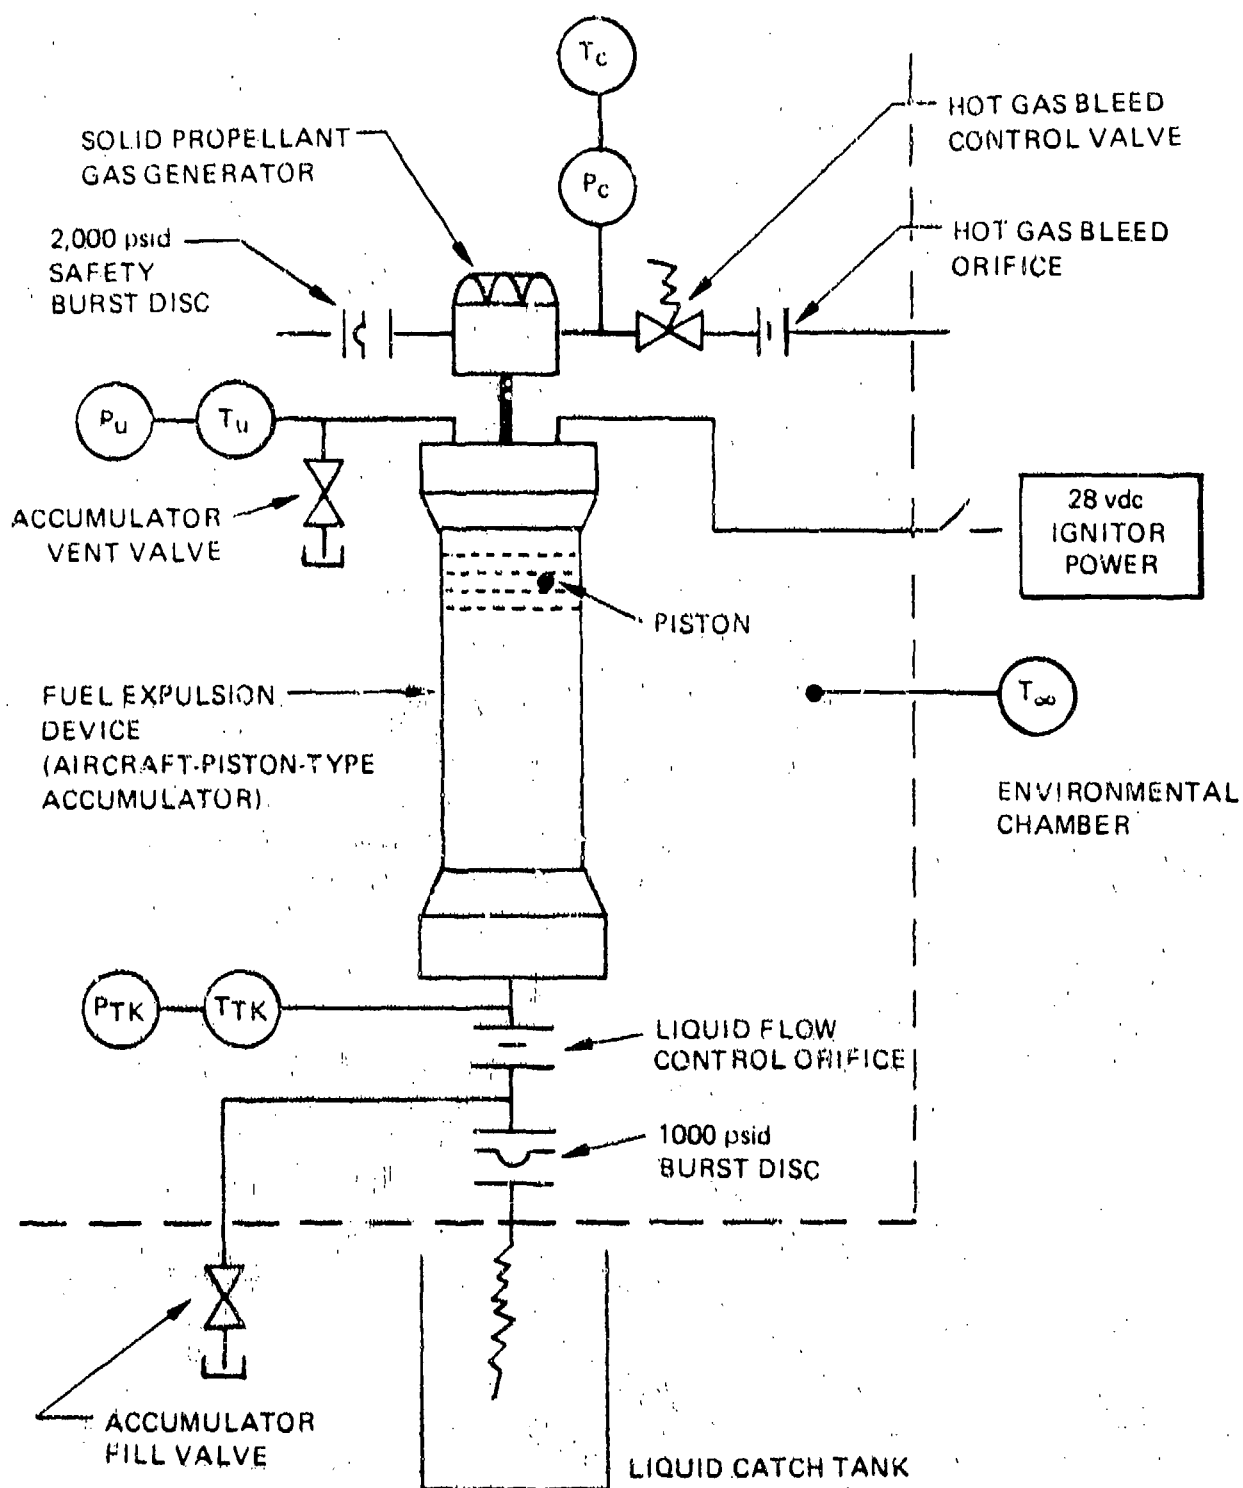 Tc
HOT GAS BLEED
CONTROL VALVE
SOLID PROPELLANT
GAS GENERATOR
Pc
2,000 psid
SAFETY
BURST DISC
HOT GAS BLEED
ORIFICE
Pu
Tu
28 vdc
IGNITOR
POWER
ACCUMULATOR
VENT VALVE
PISTON
FUEL EXPULSION
DEVICE
(AIRCRAFT-PISTON-TYPE
ACCUMULATOR)
T∞
ENVIRONMENTAL
CHAMBER
PTK
TTK
LIQUID FLOW
CONTROL ORIFICE
1000 psid
BURST DISC
ACCUMULATOR
FILL VALVE
LIQUID CATCH TANK